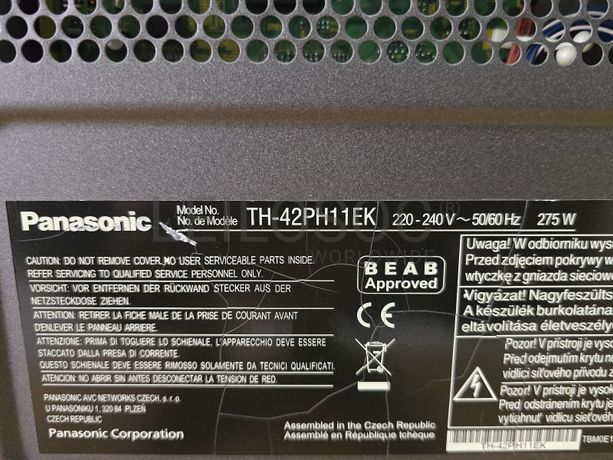 Panasonic
Model No.
No. de Modèle
TH-42PH11EK
220 - 240 V ~ 50/60 Hz 275 W
CAUTION: DO NOT REMOVE COVER, NO USER SERVICEABLE PARTS INSIDE.
REFER SERVICING TO QUALIFIED SERVICE PERSONNEL ONLY.
VORSICHT: VOR ENTFERNEN DER RÜCKWAND STECKER AUS DER
NETZSTECKDOSE ZIEHEN.
ATTENTION: RETIRER LA FICHE MALE DE LA PRISE DE COURANT AVANT
D'ENLEVER LE PANNEAU ARRIERE.
ATTENZIONE: PRIMA DI TOGLIERE LO SCHIENALE, L'APPARECCHIO DEVE ESSERE
STACCATO DALLA PRESA DI CORRENTE.
QUESTO SCHIENALE DEVE ESSERE RIMOSSO SOLAMENTE DA TECNICI QUALIFICATI.
ATENCION: NO ABRIR SIN ANTES DESCONECTAR LA TENSION DE RED.
PANASONIC AVC NETWORKS CZECH, s.r.o.
U PANASONIKU 1, 320 84 PLZEŇ
CZECH REPUBLIC
Panasonic Corporation
BEAB
Approved
CE
Assembled in the Czech Republic
Assemblé en République tchèque
Uwaga! W odbiorniku
Przed zdjęciem pokrywy
wtyczkę z gniazda
Vigyázat!
A készülék
eltávolítása
Pozor! V přístroji je
Před odejmutím krytu
vidlici síťového přívodu z
Pozor! V prístroji je
Pred odstránením krytu
vidlicu
TH-42PH11EK